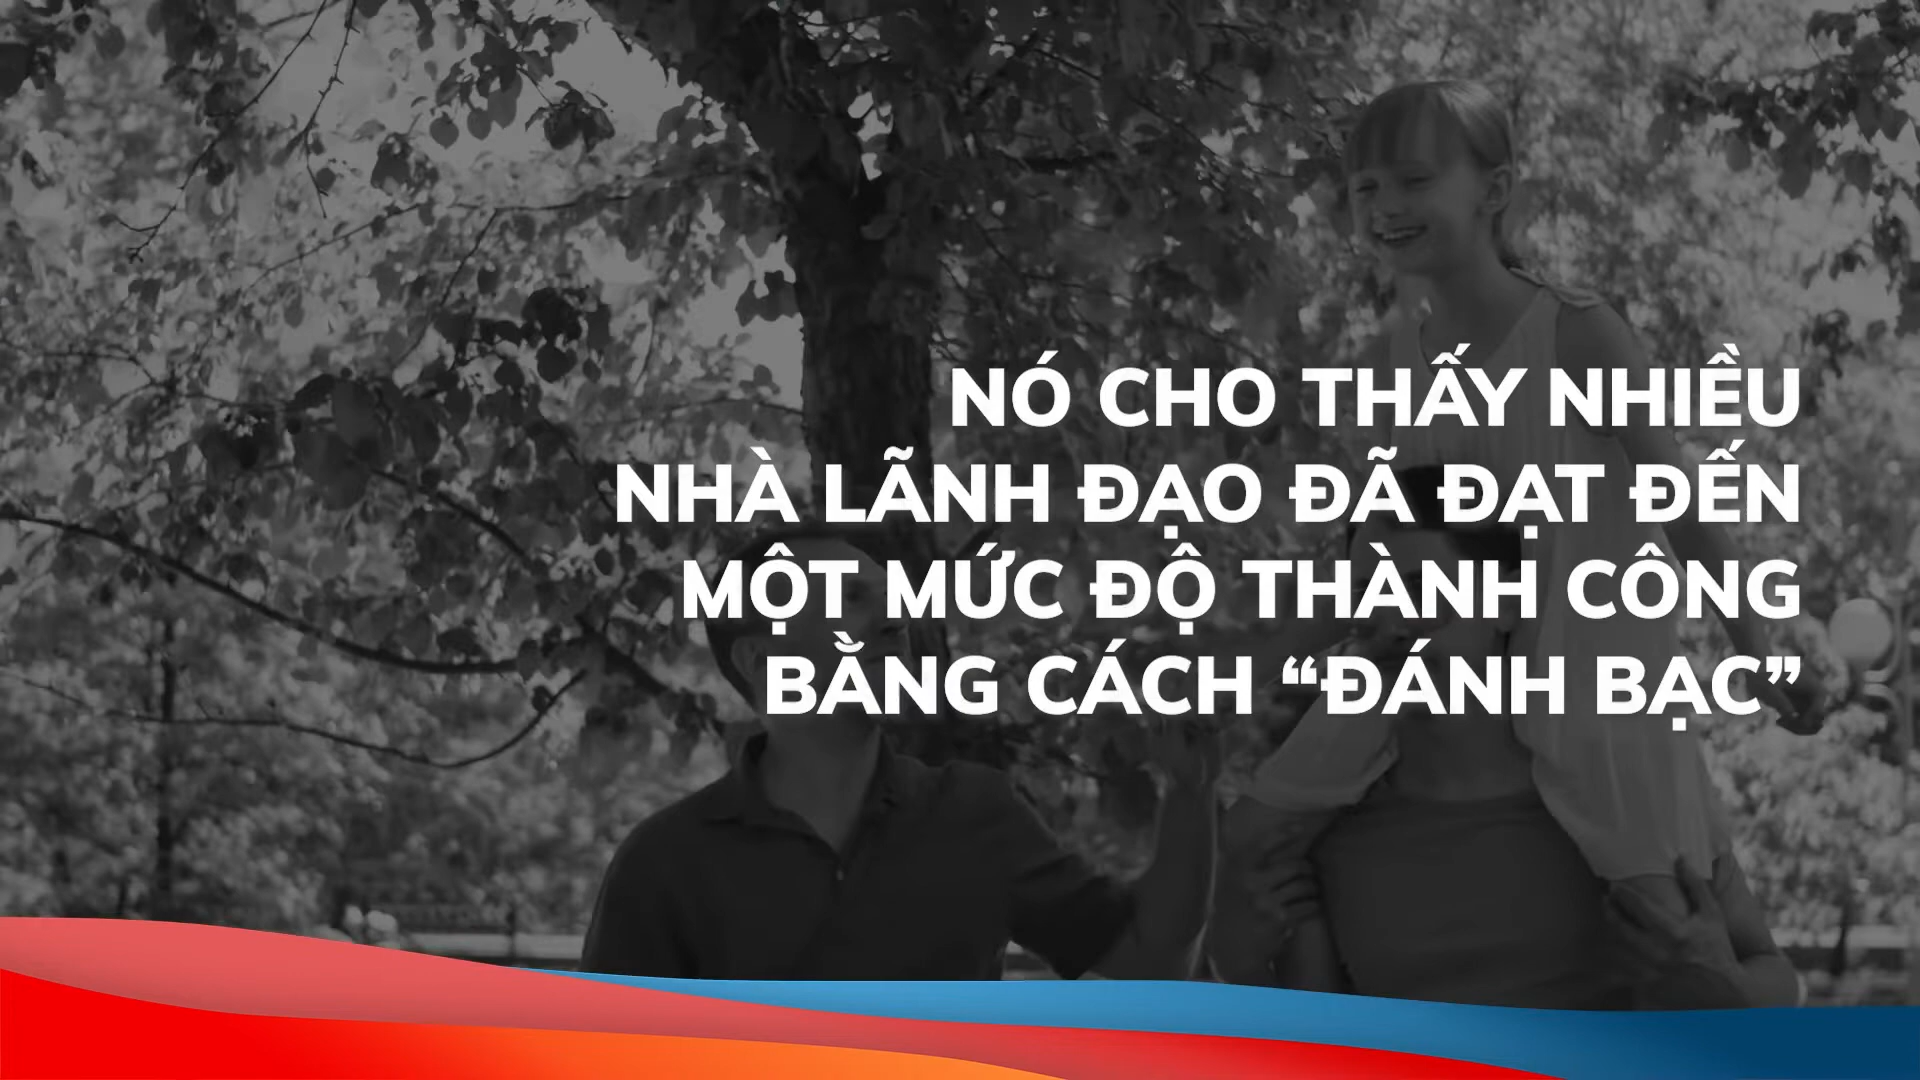 NÓ CHO THẤY NHIỀU
NHÀ LÃNH ĐẠO ĐÃ ĐẠT ĐẾN
MỘT MỨC ĐỘ THÀNH CÔNG
BẰNG CÁCH “ĐÁNH BẠC”